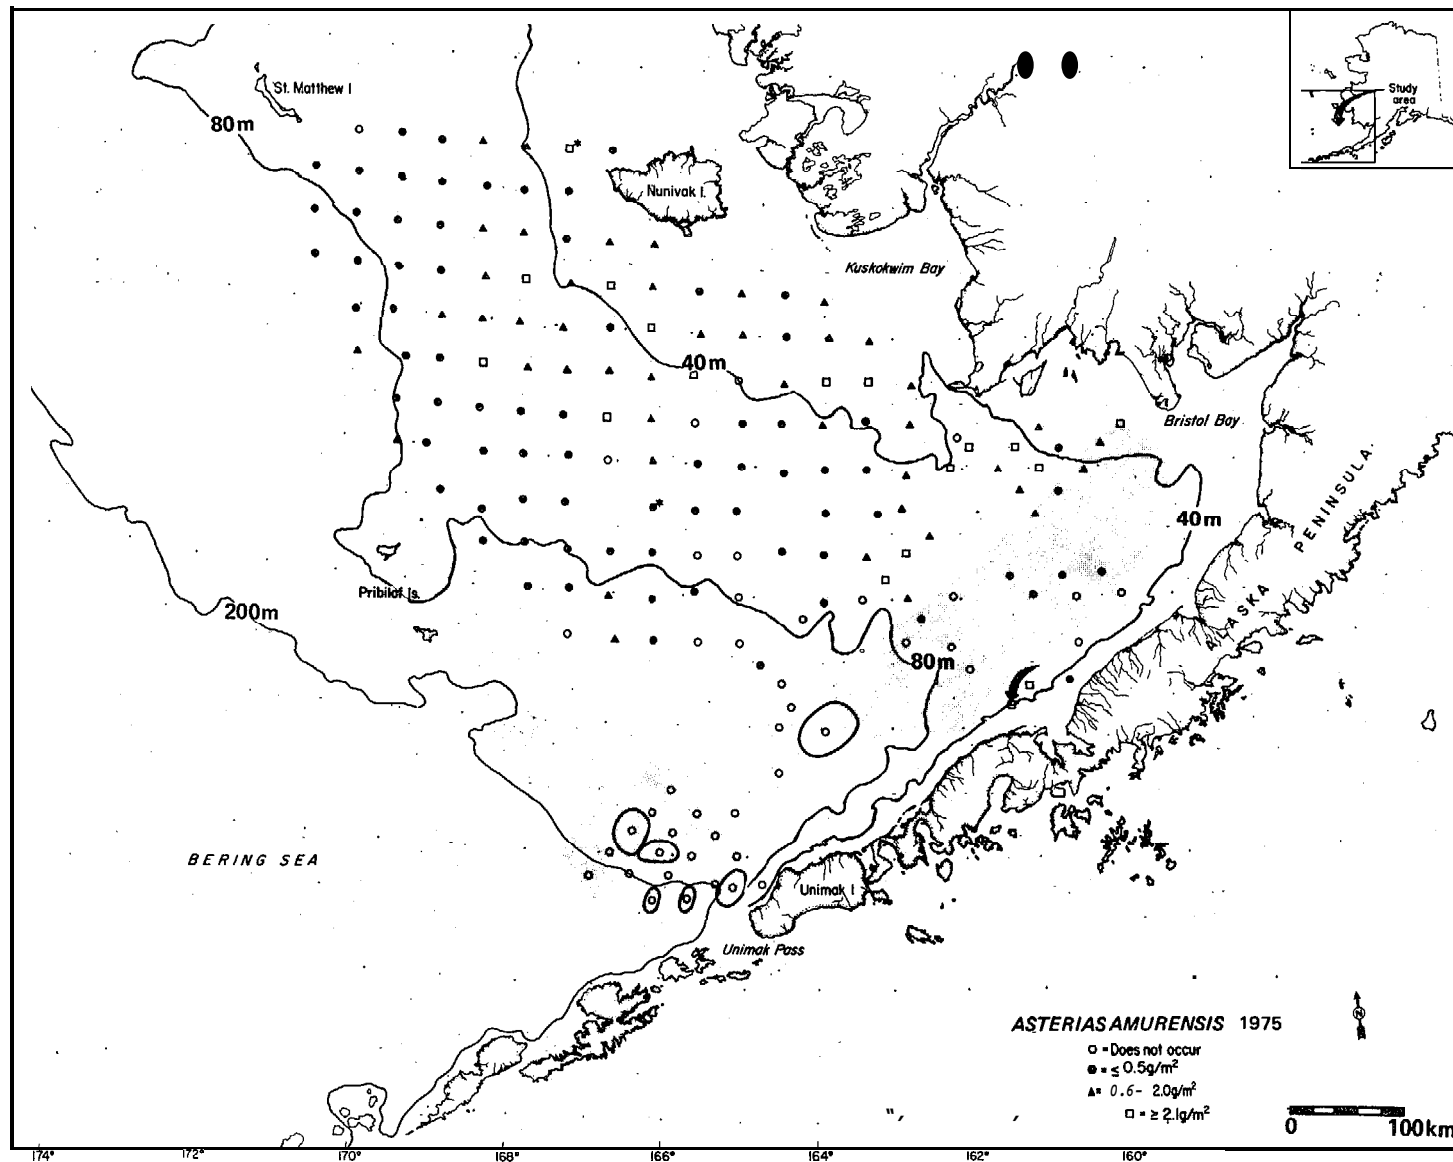 St. Matthew I
Study
area
80m
Nunivak I.
Kuskokwim Bay
40m
Bristol Bay
40m
ALASKA PENINSULA
Pribilof Is.
200m
80m
BERING SEA
Unimak I
Unimak Pass
ASTERIAS AMURENSIS 1975
○ = Does not occur
● = ≤ 0.5g/m²
▲ = 0.6 - 2.0g/m²
□ = ≥ 2.1g/m²
N
0 100km
174° 172° 170° 168° 166° 164° 162° 160°